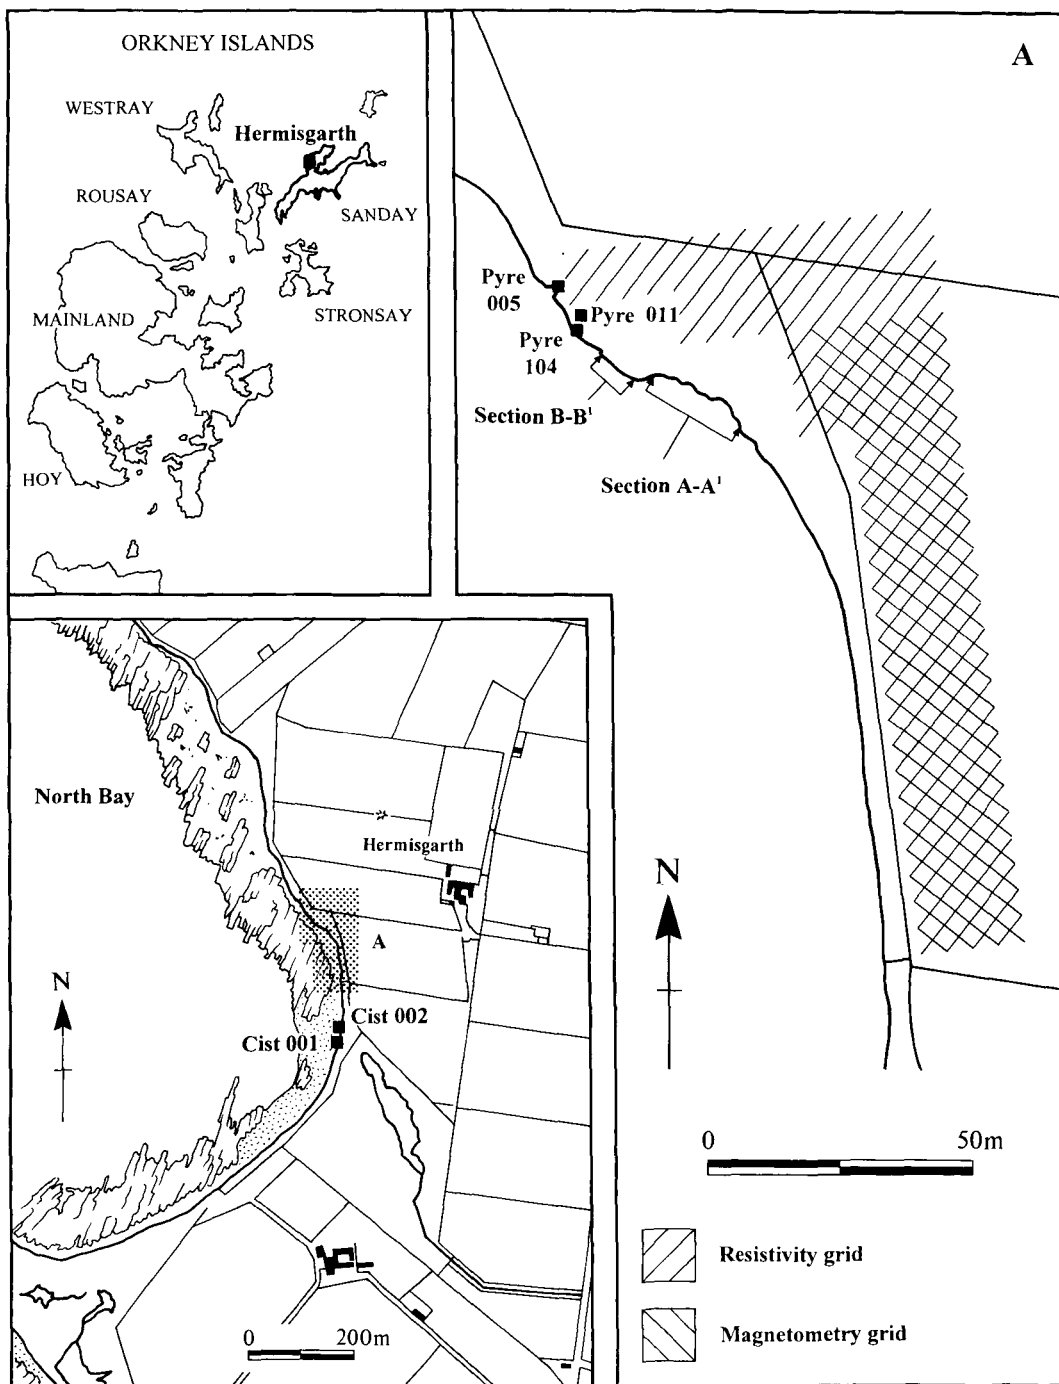 ORKNEY ISLANDS
WESTRAY
Hermisgarth
ROUSAY
SANDAY
MAINLAND
STRONSAY
HOY
A
Pyre
005
Pyre 011
Pyre
104
Section B-B¹
Section A-A¹
N
0 50m
Resistivity grid
Magnetometry grid
North Bay
Hermisgarth
A
N
Cist 002
Cist 001
0 200m